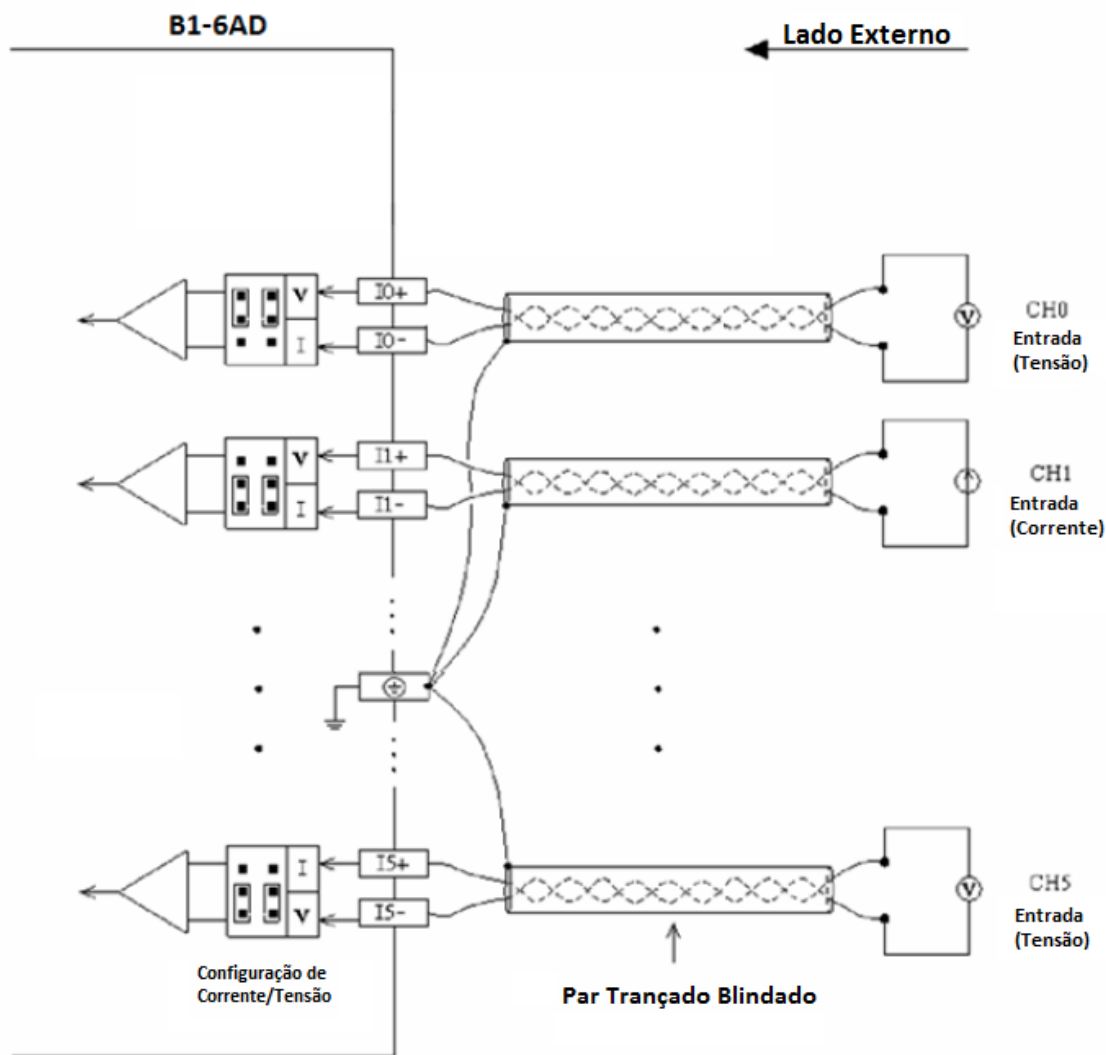 B1-6AD
Lado Externo
V
I
I0+
I0-
V
CH0
Entrada
(Tensão)
V
I
I1+
I1-
CH1
Entrada
(Corrente)
I
V
I5+
I5-
V
CH5
Entrada
(Tensão)
Configuração de
Corrente/Tensão
Par Trançado Blindado